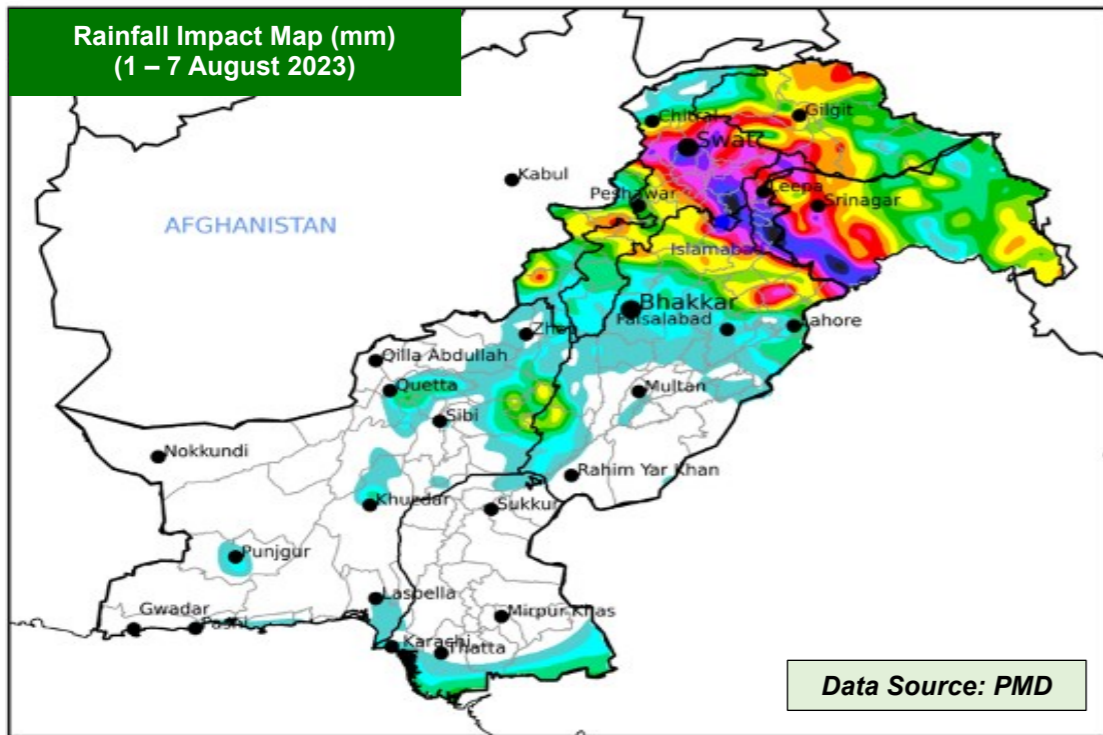 Rainfall Impact Map (mm)
(1 – 7 August 2023)
Chitral
Gilgit
Swat
Kabul
Peshawar
Leepa
Srinagar
AFGHANISTAN
Islamabad
Bhakkar
Faisalabad
Lahore
Zhob
Qilla Abdullah
Quetta
Multan
Sibi
Nokkundi
Rahim Yar Khan
Khuzdar
Sukkur
Punjgur
Lasbella
Gwadar
Pasni
Mirpur Khas
Karachi
Thatta
Data Source: PMD